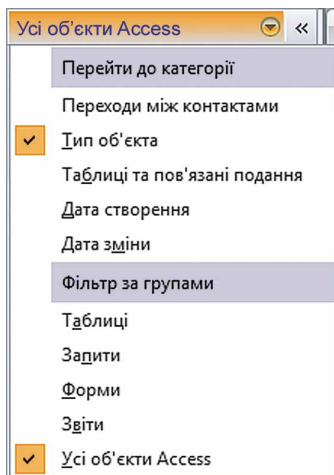 Усі об’єкти Access «
Перейти до категорії
Переходи між контактами
Тип об'єкта
Таблиці та пов'язані подання
Дата створення
Дата зміни
Фільтр за групами
Таблиці
Запити
Форми
Звіти
Усі об'єкти Access